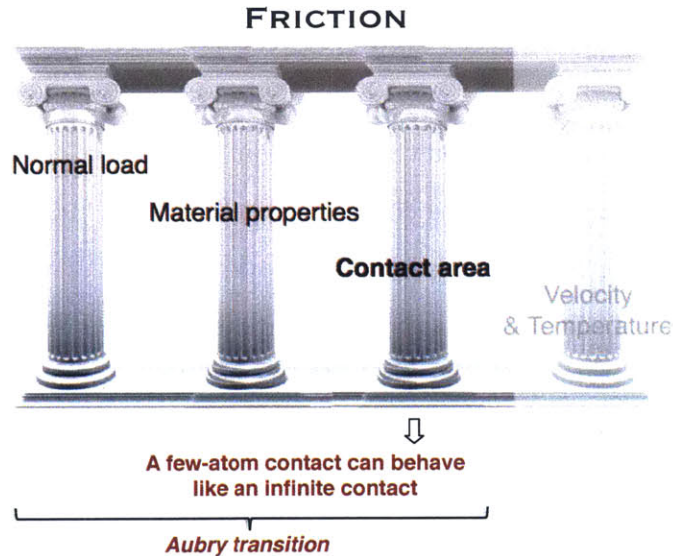 FRICTION
Normal load
Material properties
Contact area
Velocity
& Temperature
A few-atom contact can behave
like an infinite contact
Aubry transition